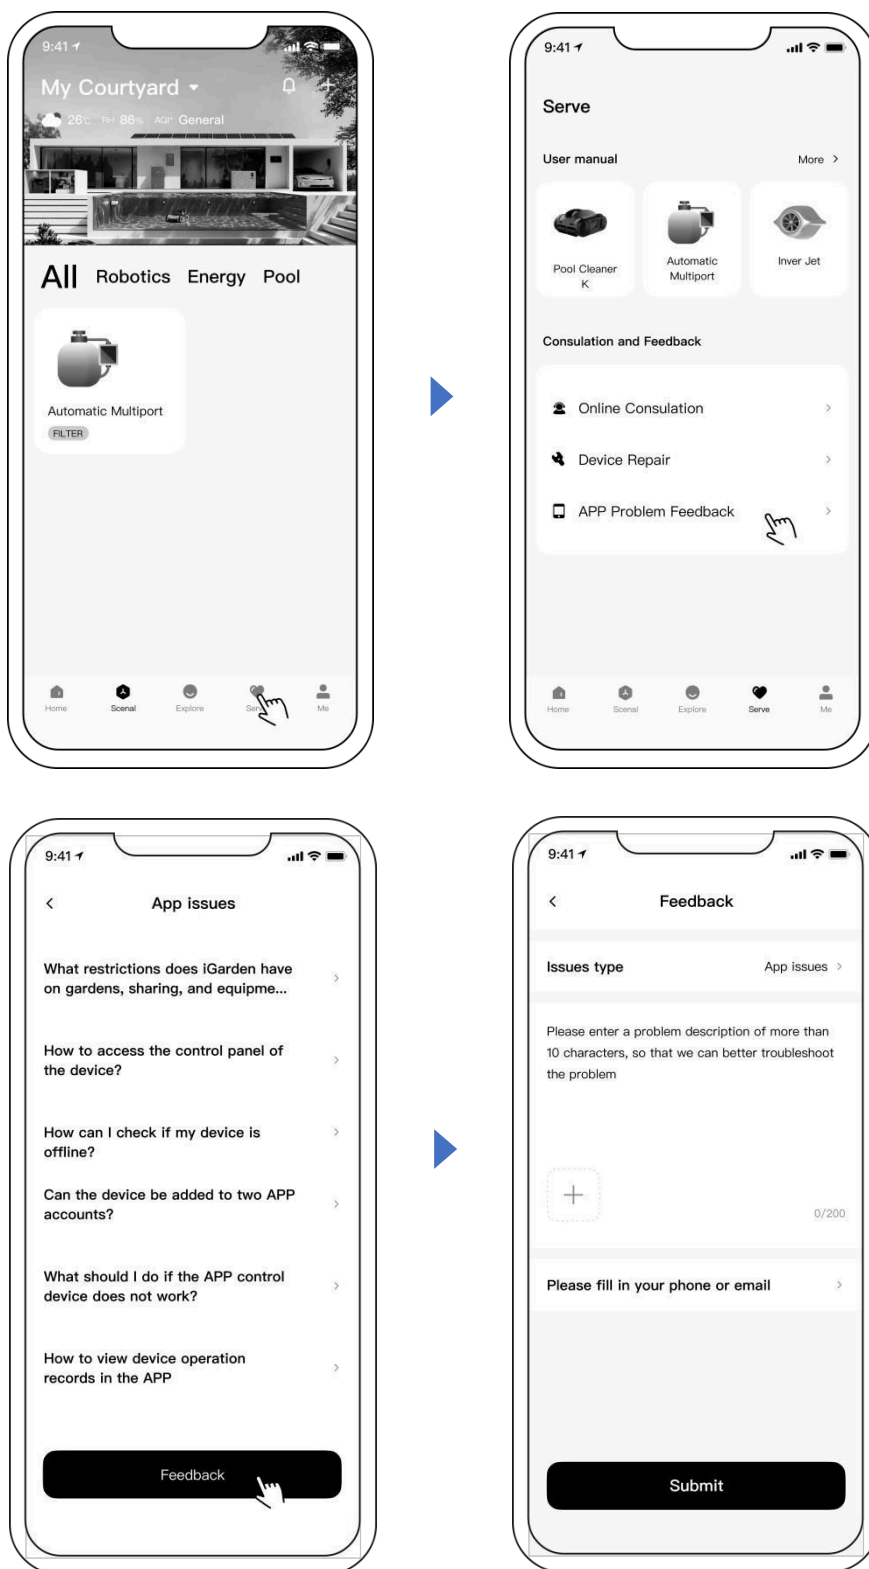 9:41
My Courtyard
26°C RH 86% AQI* General
All Robotics Energy Pool
Automatic Multiport
FILTER
Home Scenal Explore Serve Me
9:41
Serve
User manual More
Pool Cleaner
K
Automatic
Multiport
Inver Jet
Consulation and Feedback
Online Consulation
Device Repair
APP Problem Feedback
Home Scenal Explore Serve Me
9:41
App issues
What restrictions does iGarden have
on gardens, sharing, and equipme...
How to access the control panel of
the device?
How can I check if my device is
offline?
Can the device be added to two APP
accounts?
What should I do if the APP control
device does not work?
How to view device operation
records in the APP
Feedback
9:41
Feedback
Issues type App issues
Please enter a problem description of more than
10 characters, so that we can better troubleshoot
the problem
0/200
Please fill in your phone or email
Submit